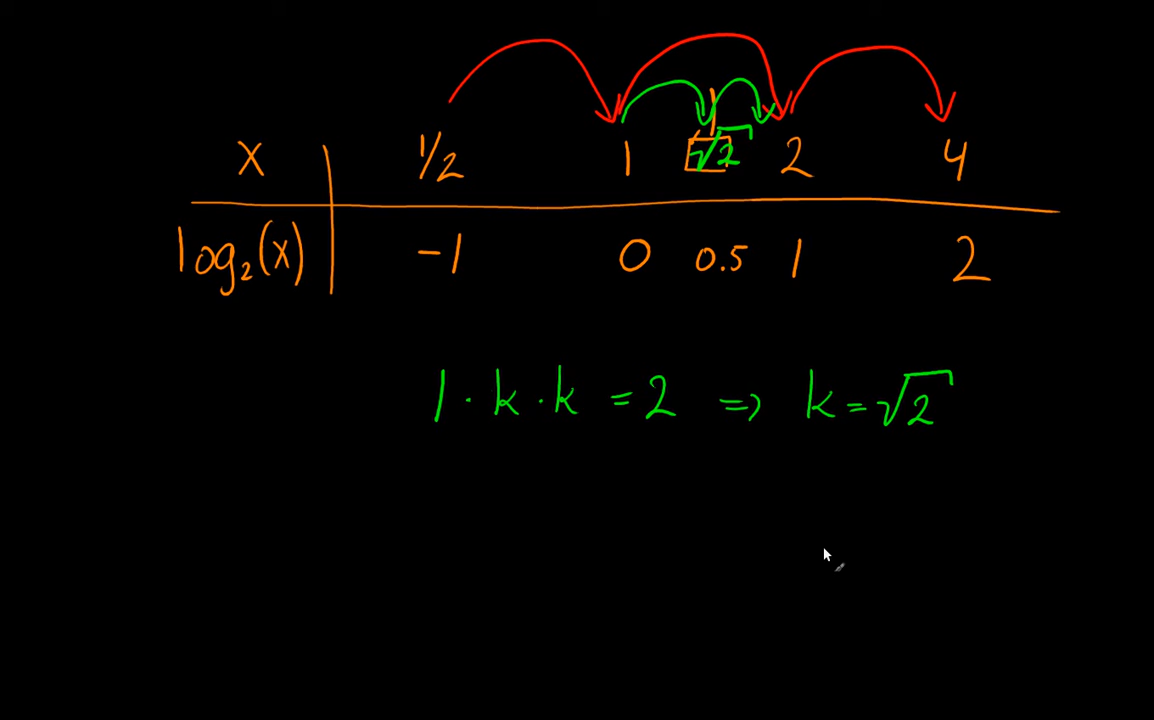 x 1/2 1 √2 2 4
log₂(x) -1 0 0.5 1 2
1 · k · k = 2 => k = √2